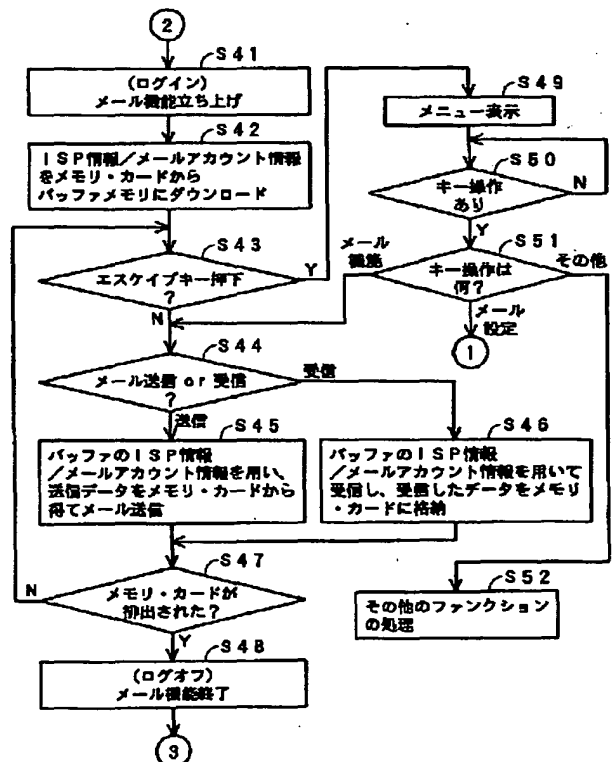 2
S41
(ログイン)
メール機能立ち上げ
S42
ISP情報/メールアカウント情報
をメモリ・カードから
バッファメモリにダウンロード
S43
エスケイプキー押下
?
Y
N
S44
メール送信 or 受信
?
受信
送信
S45
バッファのISP情報
/メールアカウント情報を用い、
送信データをメモリ・カードから
得てメール送信
S46
バッファのISP情報
/メールアカウント情報を用いて
受信し、受信したデータをメモリ
・カードに格納
S47
メモリ・カードが
排出された?
N
Y
S48
(ログオフ)
メール機能終了
3
S49
メニュー表示
S50
キー操作
あり
N
Y
S51
キー操作は
何?
メール
機能
その他
メール
設定
1
S52
その他のファンクション
の処理